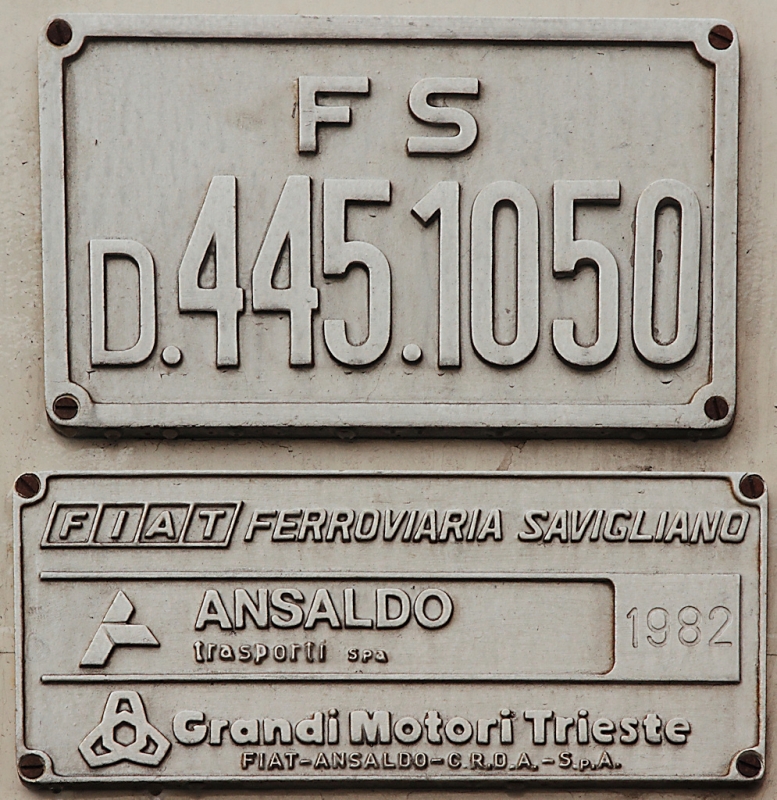 FS
D.445.1050
FIAT FERROVIARIA SAVIGLIANO
ANSALDO
trasporti spa
1982
Grandi Motori Trieste
FIAT-ANSALDO-C.R.D.A.-S.p.A.